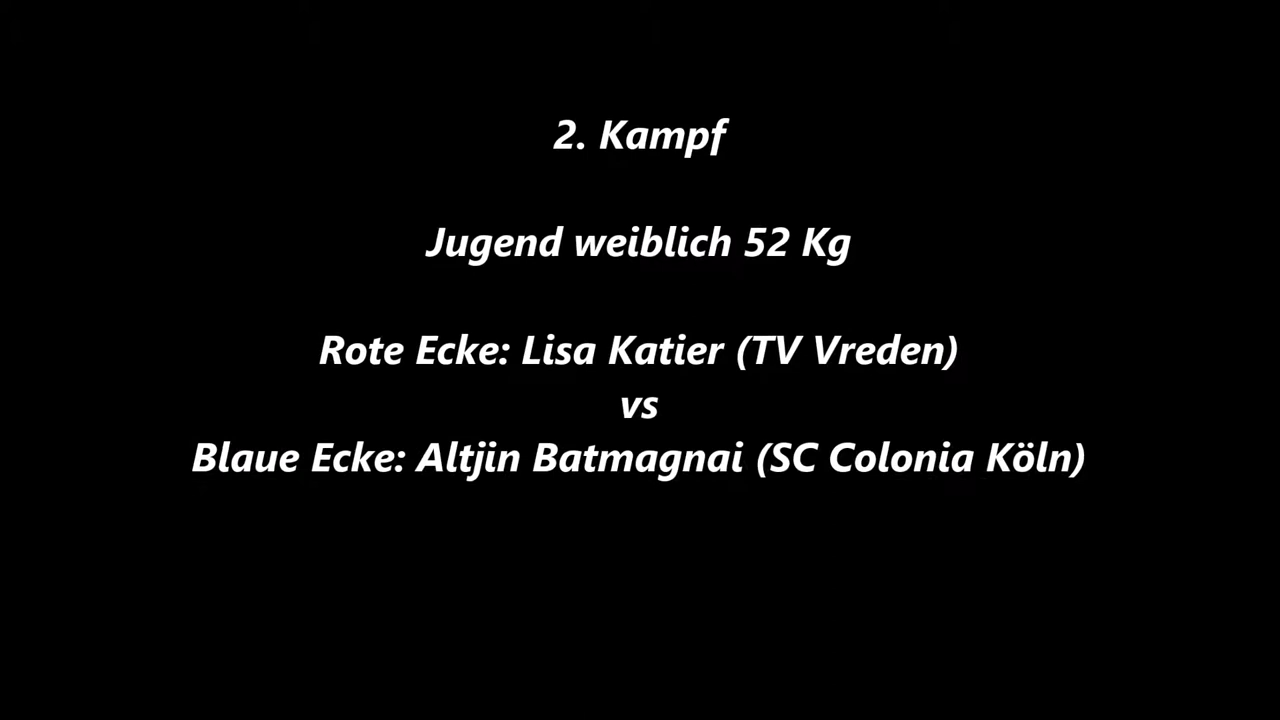 2. Kampf
Jugend weiblich 52 Kg
Rote Ecke: Lisa Katier (TV Vreden)
vs
Blaue Ecke: Altjin Batmagnai (SC Colonia Köln)